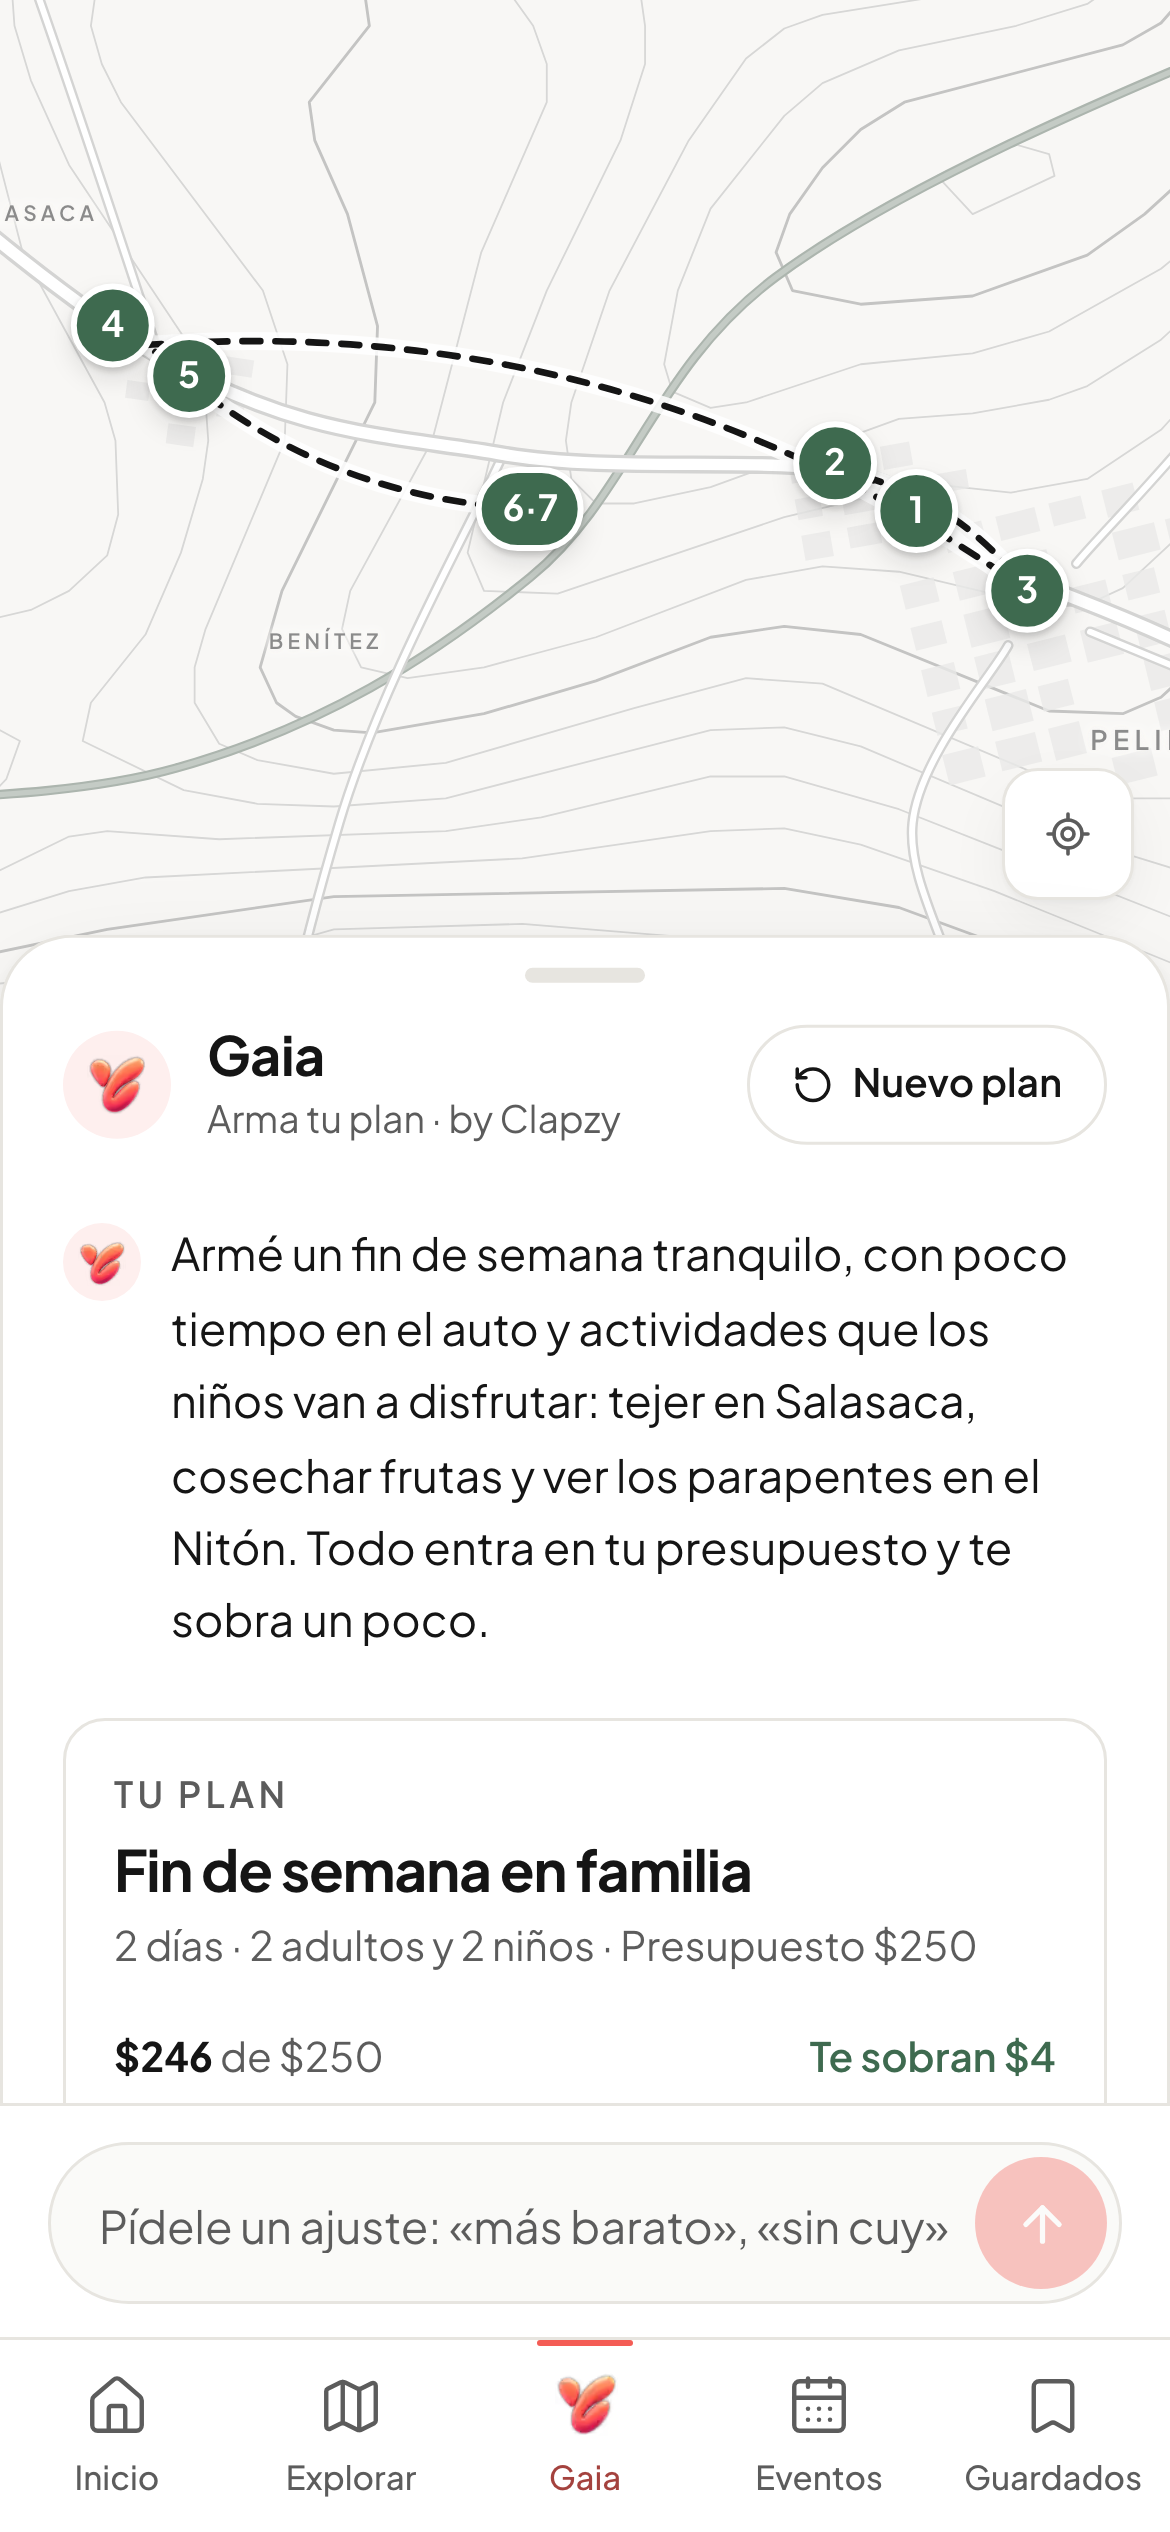 ASACA
4
5
2
1
6·7
3
BENÍTEZ
PELI
Gaia
Arma tu plan · by Clapzy
Nuevo plan
Armé un fin de semana tranquilo, con poco
tiempo en el auto y actividades que los
niños van a disfrutar: tejer en Salasaca,
cosechar frutas y ver los parapentes en el
Nitón. Todo entra en tu presupuesto y te
sobra un poco.
TU PLAN
Fin de semana en familia
2 días · 2 adultos y 2 niños · Presupuesto $250
$246 de $250
Te sobran $4
Pídele un ajuste: «más barato», «sin cuy»
Inicio
Explorar
Gaia
Eventos
Guardados